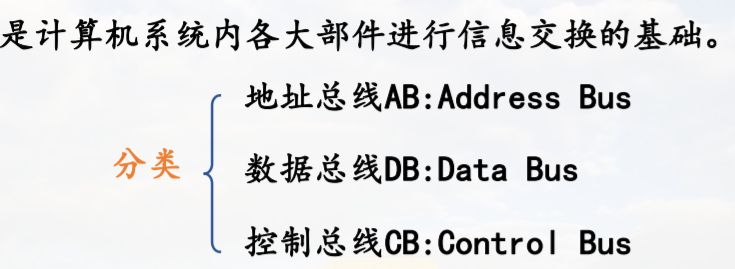 是计算机系统内各大部件进行信息交换的基础。
地址总线AB:Address Bus
分类
数据总线DB:Data Bus
控制总线CB:Control Bus